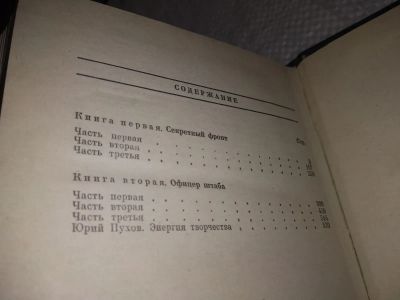 СОДЕРЖАНИЕ
Книга первая. Секретный фронт
Стр.
Часть первая
Часть вторая
Часть третья
Книга вторая. Офицер штаба
Часть первая
Часть вторая
Часть третья
Юрий Пухов. Энергия творчества